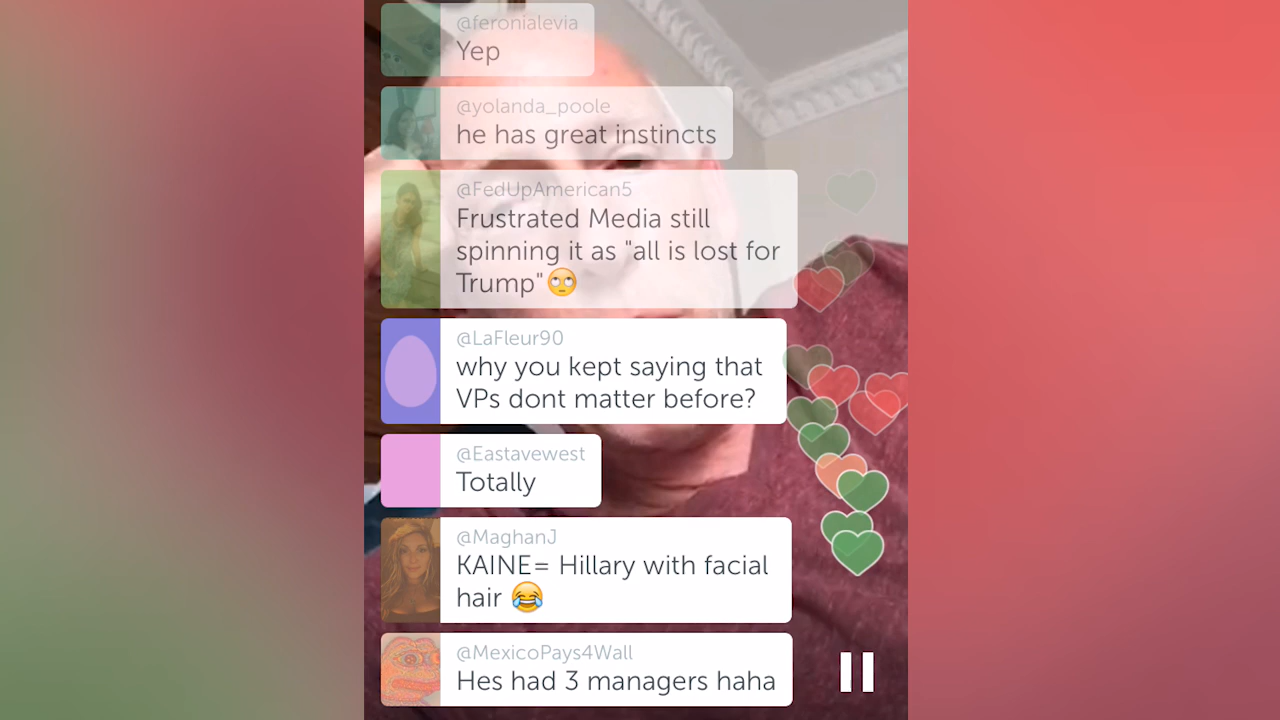 @feronialevia
Yep
@yolanda_poole
he has great instincts
@FedUpAmerican5
Frustrated Media still
spinning it as "all is lost for
Trump"🙄
@LaFleur90
why you kept saying that
VPs dont matter before?
@Eastavewest
Totally
@MaghanJ
KAINE= Hillary with facial
hair 😂
@MexicoPays4Wall
Hes had 3 managers haha